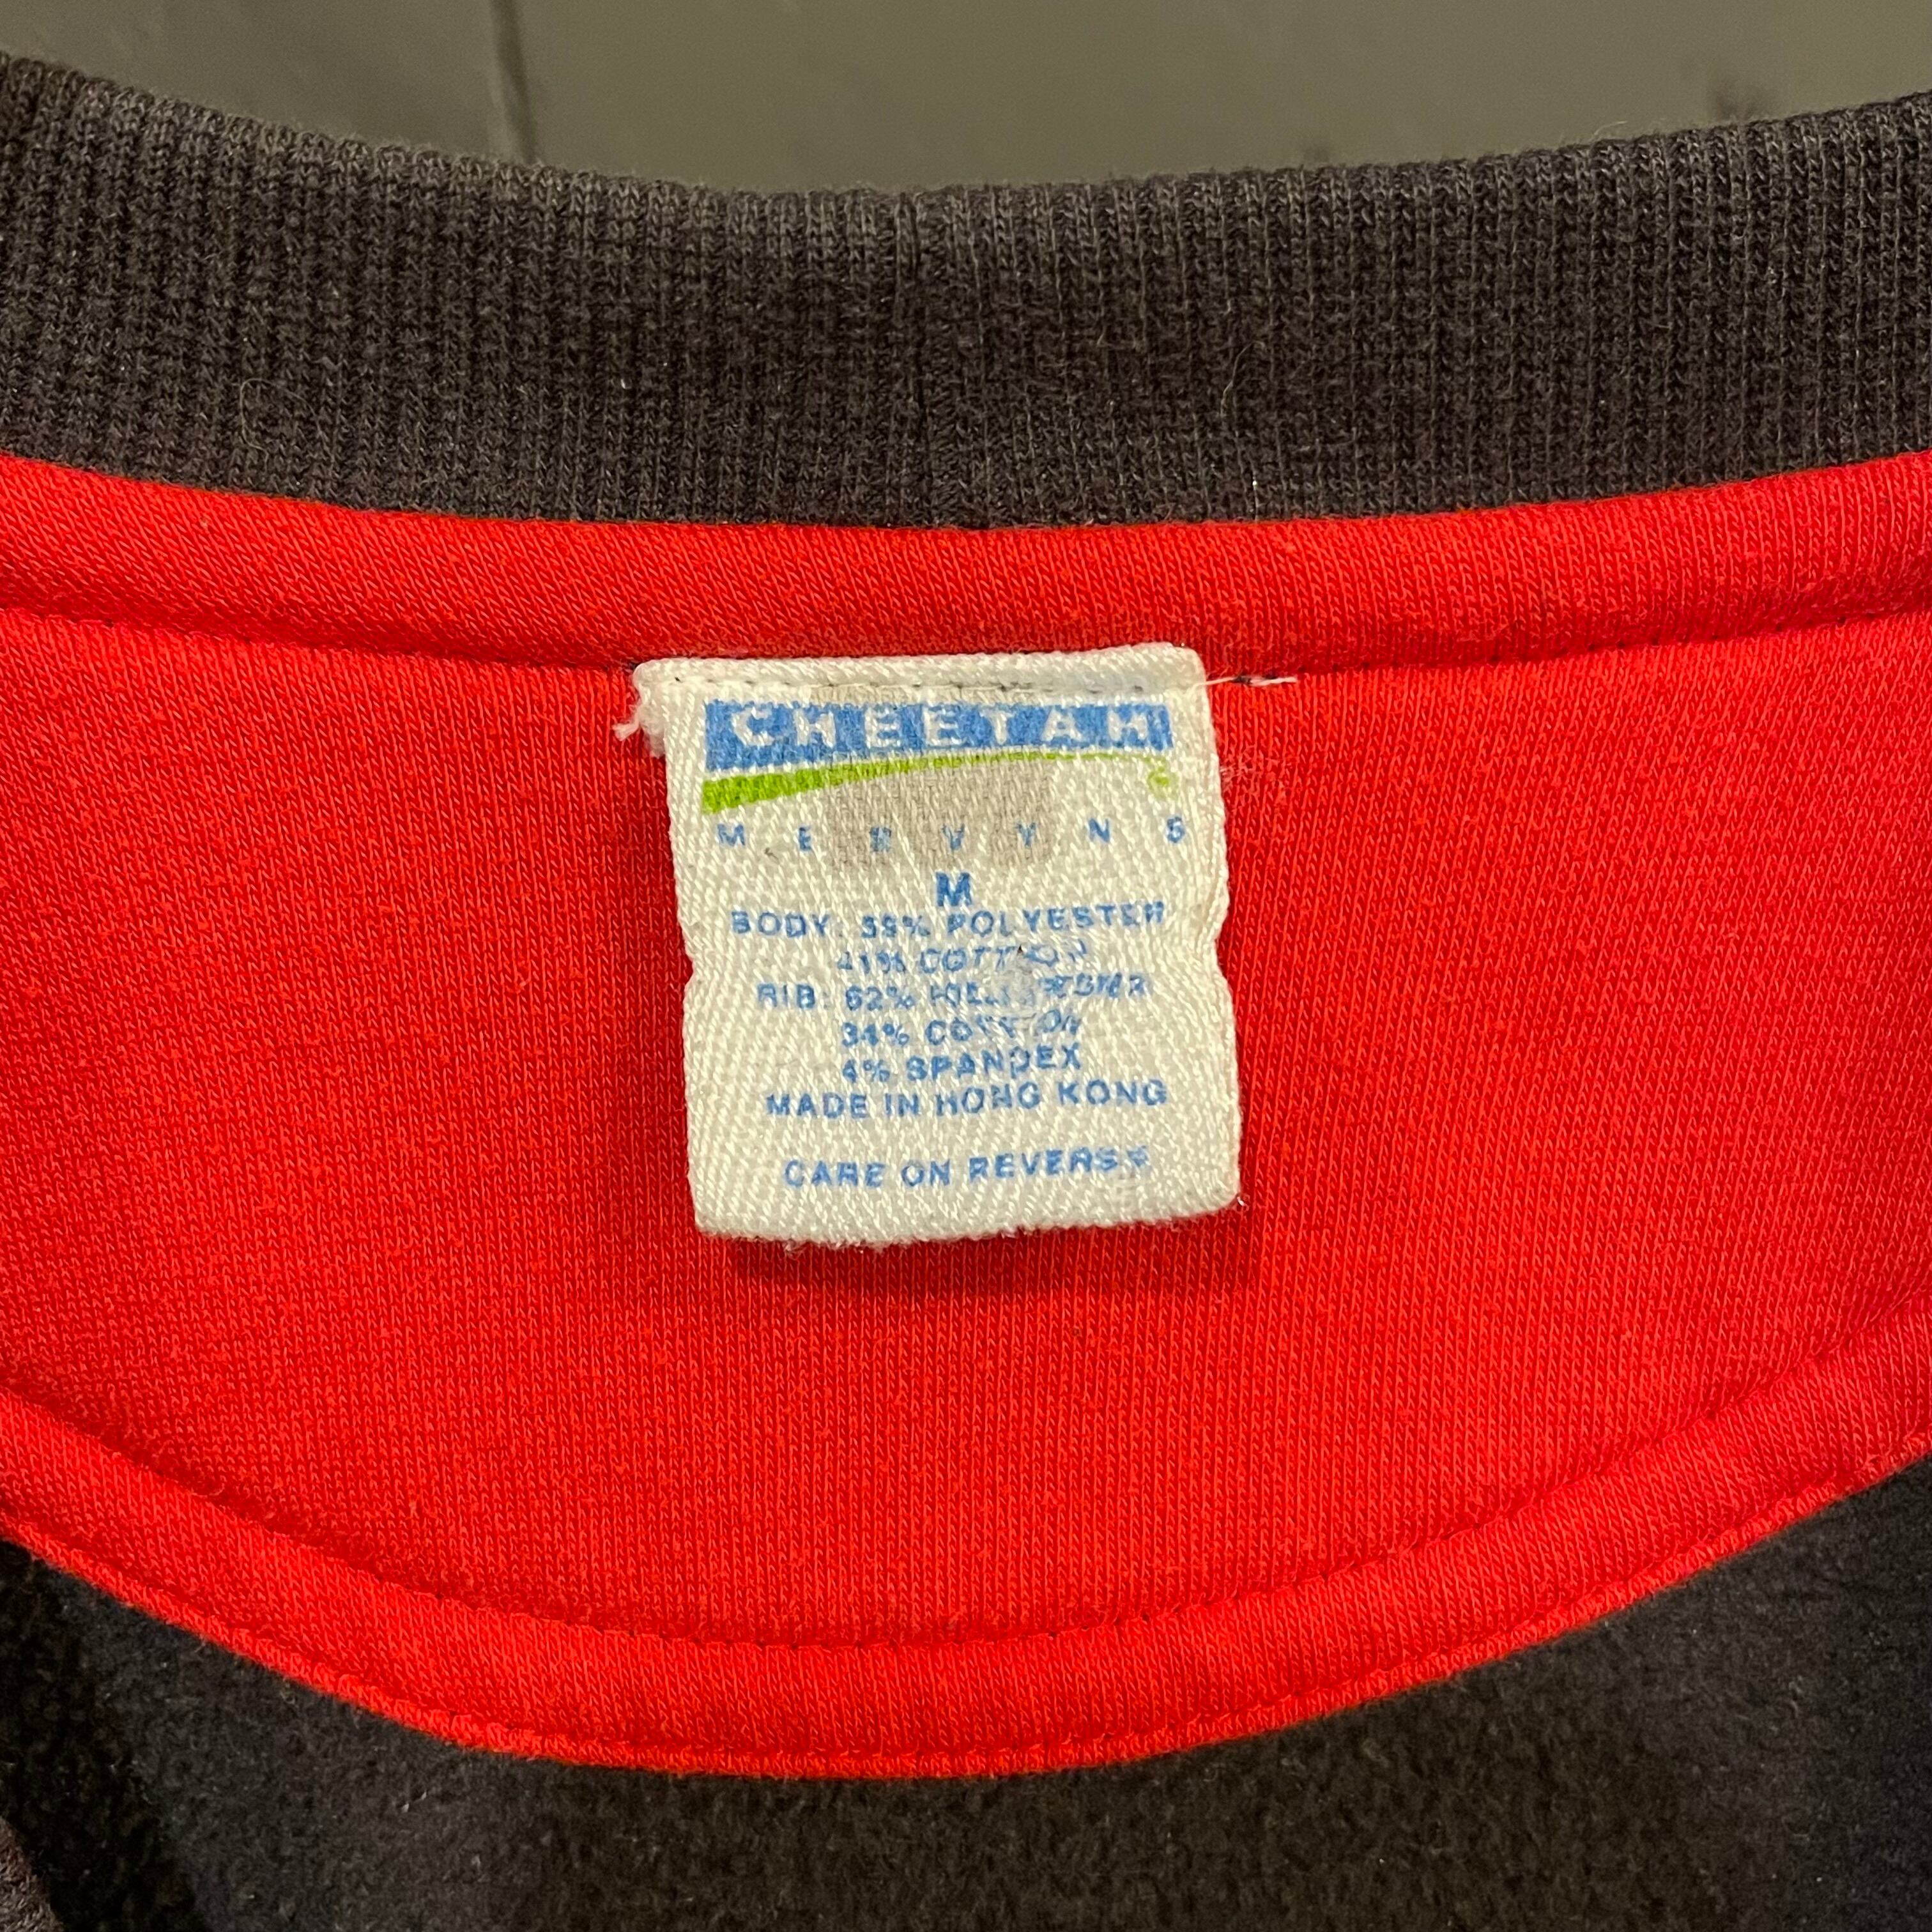 CHEETAH
MERVYNS
M
BODY: 59% POLYESTER
41% COTTON
RIB: 62% POLYESTER
34% COTTON
4% SPANDEX
MADE IN HONG KONG
CARE ON REVERSE